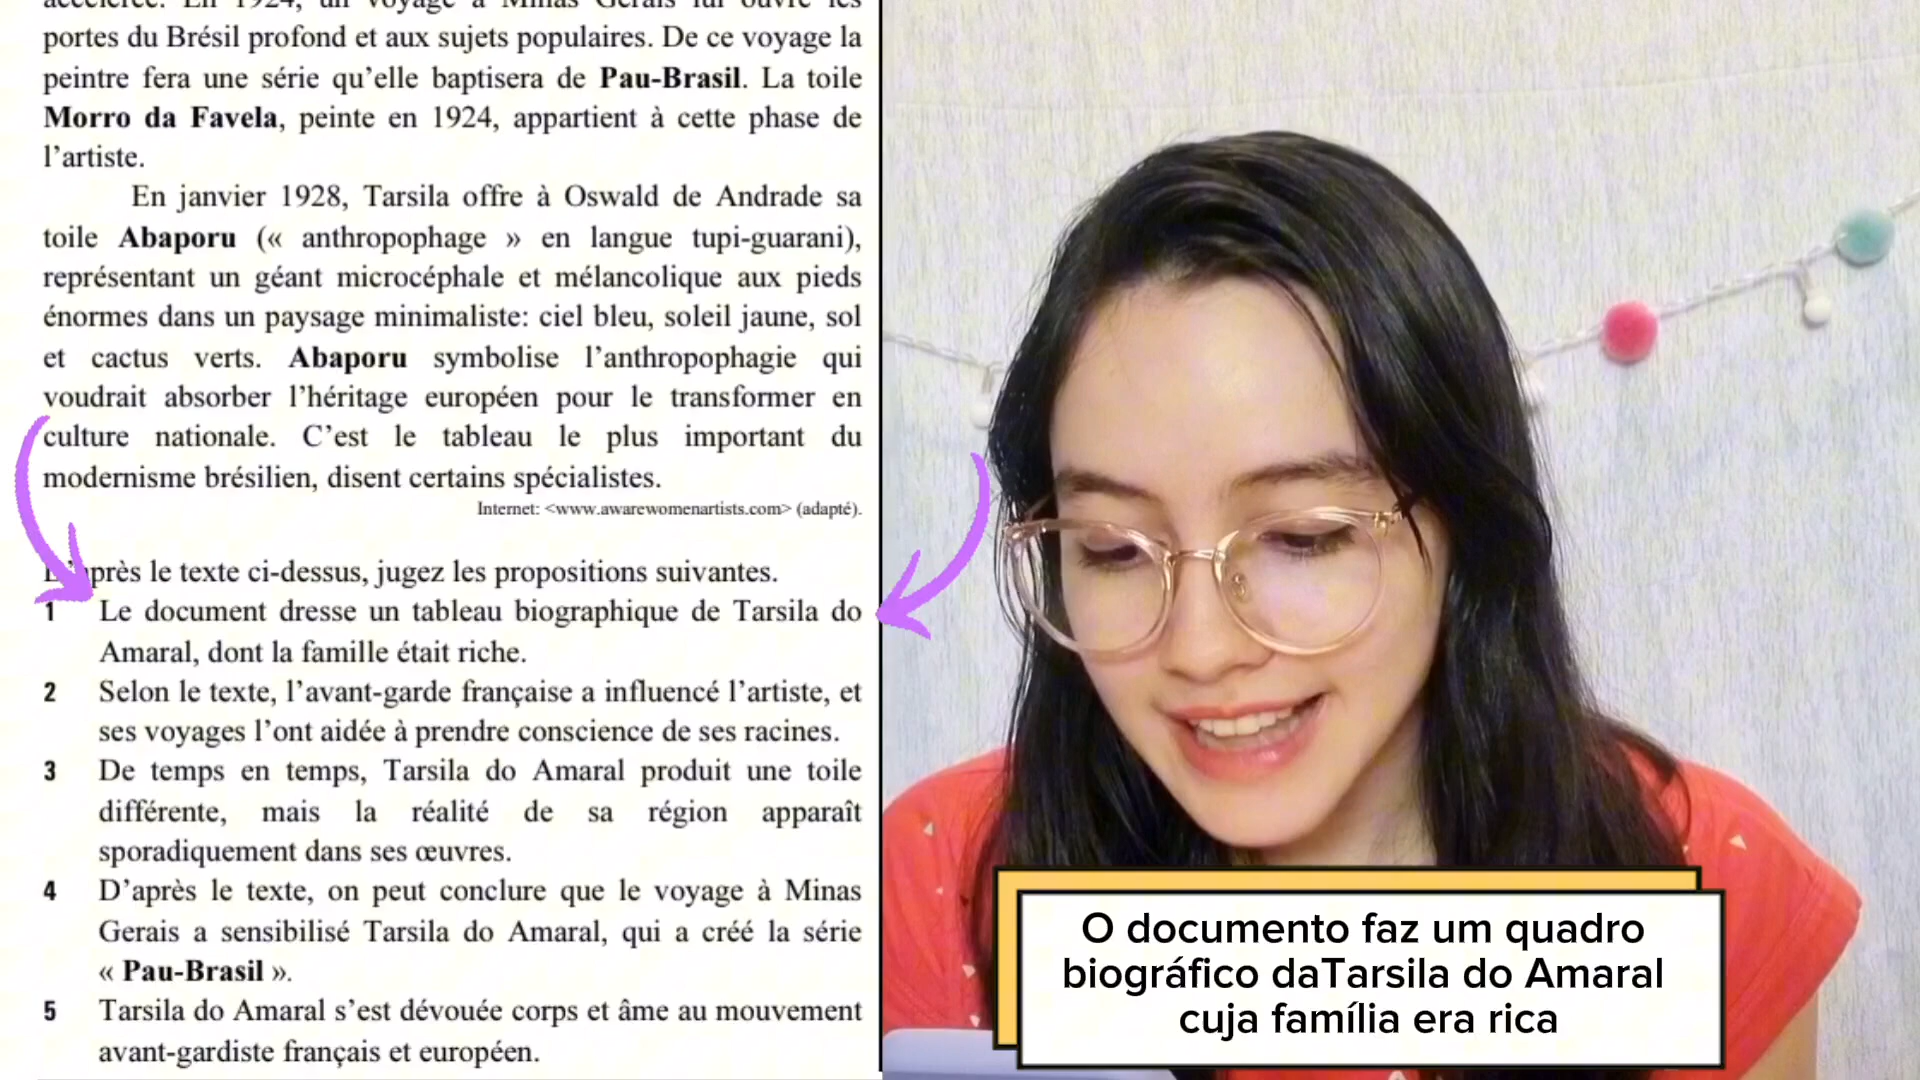 accélérée. En 1924, un voyage à Minas Gerais lui ouvre les
portes du Brésil profond et aux sujets populaires. De ce voyage la
peintre fera une série qu’elle baptisera de Pau-Brasil. La toile
Morro da Favela, peinte en 1924, appartient à cette phase de
l’artiste.
En janvier 1928, Tarsila offre à Oswald de Andrade sa
toile Abaporu (« anthropophage » en langue tupi-guarani),
représentant un géant microcéphale et mélancolique aux pieds
énormes dans un paysage minimaliste: ciel bleu, soleil jaune, sol
et cactus verts. Abaporu symbolise l’anthropophagie qui
voudrait absorber l’héritage européen pour le transformer en
culture nationale. C’est le tableau le plus important du
modernisme brésilien, disent certains spécialistes.
Internet: <www.awarewomenartists.com> (adapté).
D’après le texte ci-dessus, jugez les propositions suivantes.
1 Le document dresse un tableau biographique de Tarsila do
Amaral, dont la famille était riche.
2 Selon le texte, l’avant-garde française a influencé l’artiste, et
ses voyages l’ont aidée à prendre conscience de ses racines.
3 De temps en temps, Tarsila do Amaral produit une toile
différente, mais la réalité de sa région apparaît
sporadiquement dans ses œuvres.
4 D’après le texte, on peut conclure que le voyage à Minas
Gerais a sensibilisé Tarsila do Amaral, qui a créé la série
« Pau-Brasil ».
5 Tarsila do Amaral s’est dévouée corps et âme au mouvement
avant-gardiste français et européen.
O documento faz um quadro
biográfico daTarsila do Amaral
cuja família era rica